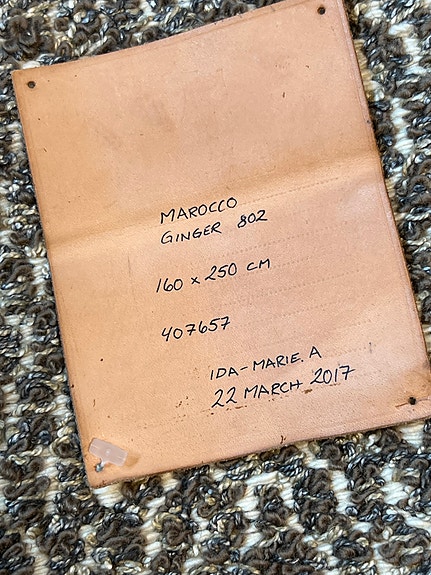 MAROCCO
GINGER 802
160 x 250 CM
407657
IDA-MARIE. A
22 MARCH 2017